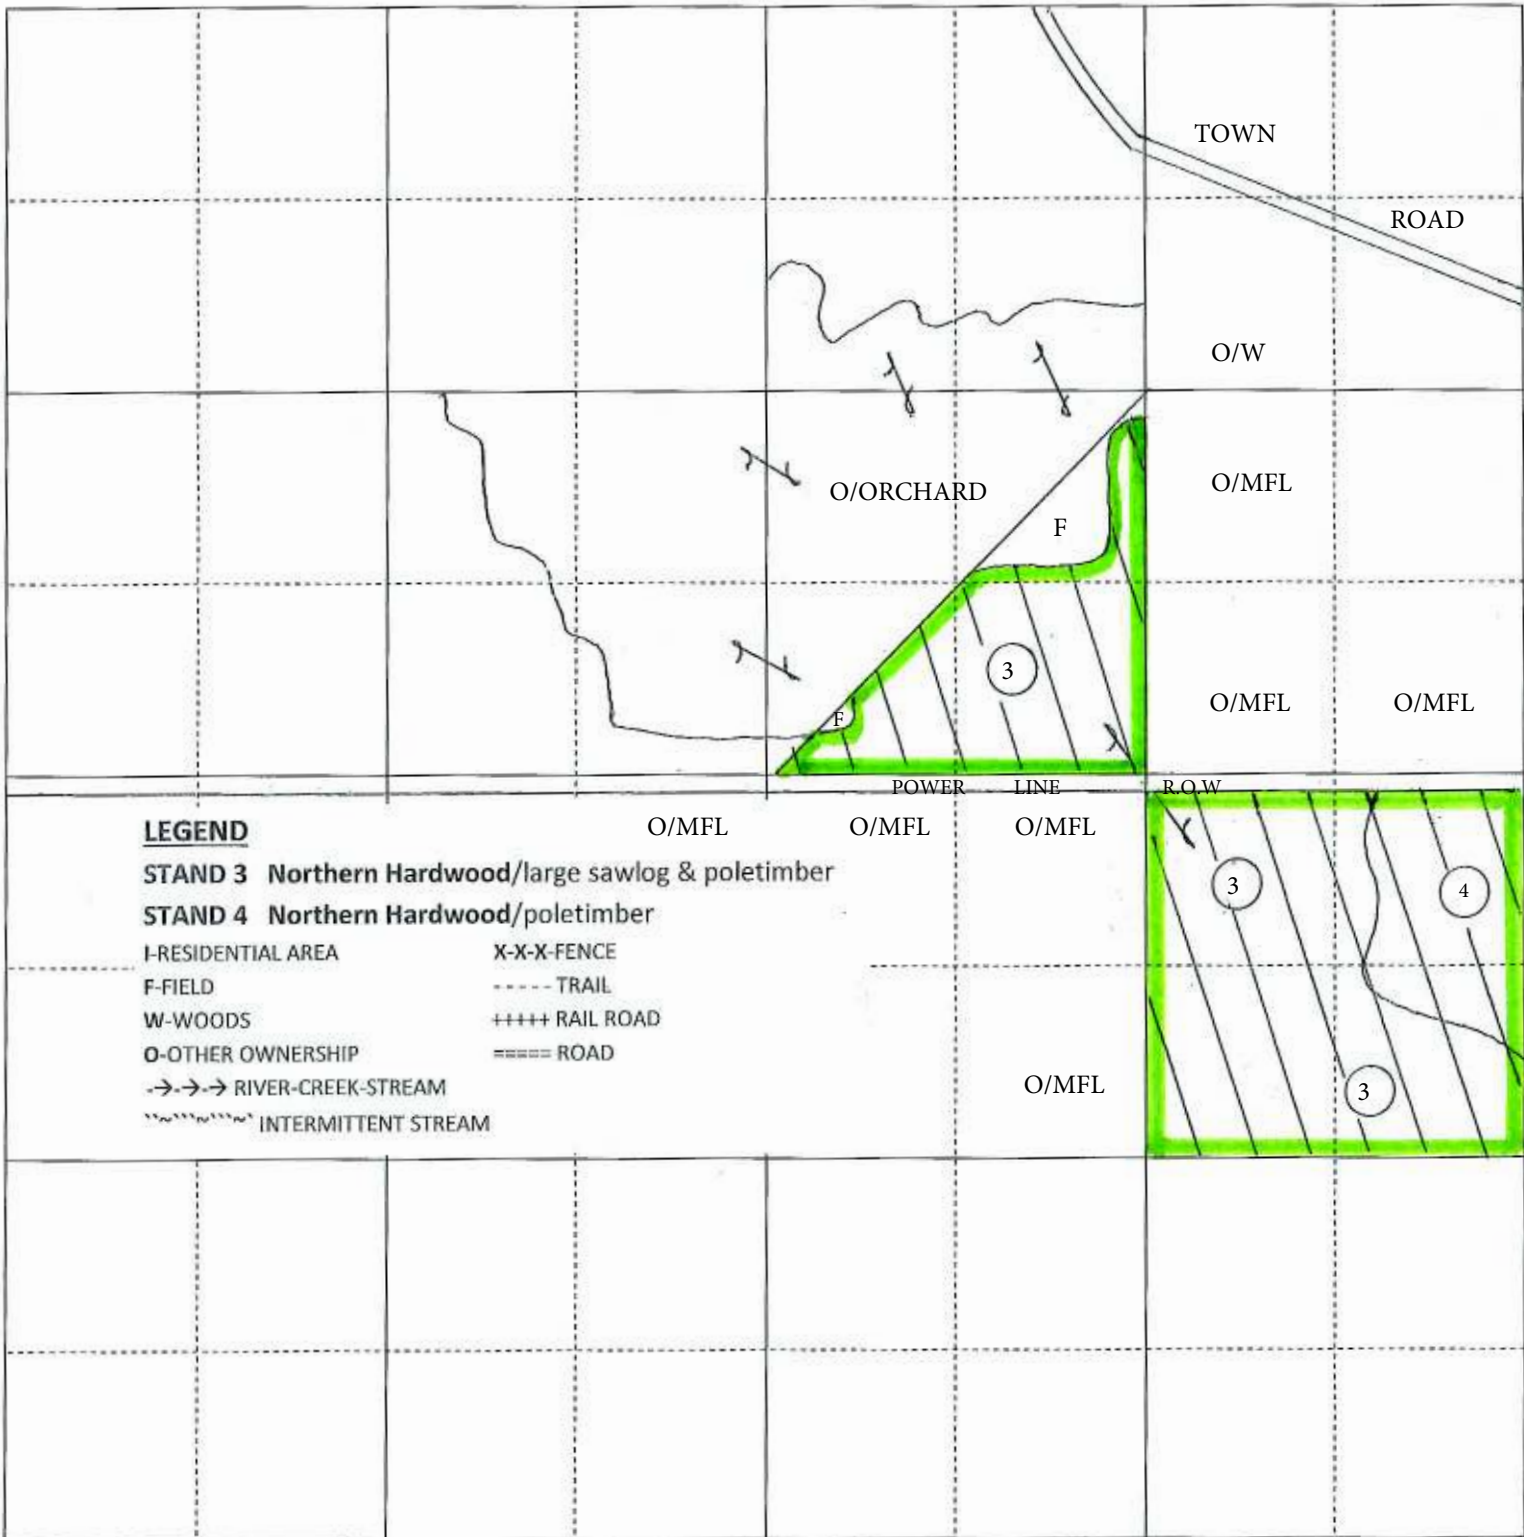 TOWN
ROAD
O/W
O/ORCHARD
O/MFL
F
3
O/MFL
O/MFL
F
POWER LINE R.O.W
O/MFL
O/MFL
O/MFL
3
4
LEGEND
STAND 3 Northern Hardwood/large sawlog & poletimber
STAND 4 Northern Hardwood/poletimber
I-RESIDENTIAL AREA
X-X-X-FENCE
F-FIELD
----- TRAIL
W-WOODS
+++++ RAIL ROAD
O-OTHER OWNERSHIP
===== ROAD
-→-→-→ RIVER-CREEK-STREAM
``~```~```~` INTERMITTENT STREAM
O/MFL
3